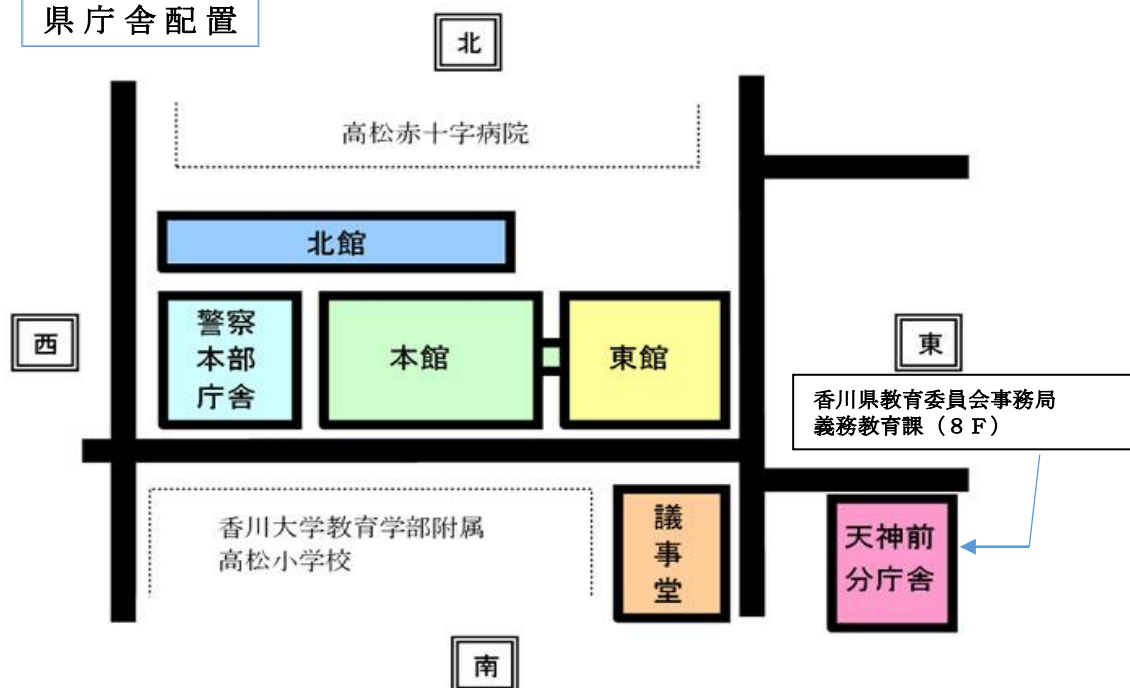 県庁舎配置
北
高松赤十字病院
北館
西
警察
本部
庁舎
本館
東館
東
香川県教育委員会事務局
義務教育課（８Ｆ）
香川大学教育学部附属
高松小学校
議
事
堂
天神前
分庁舎
南